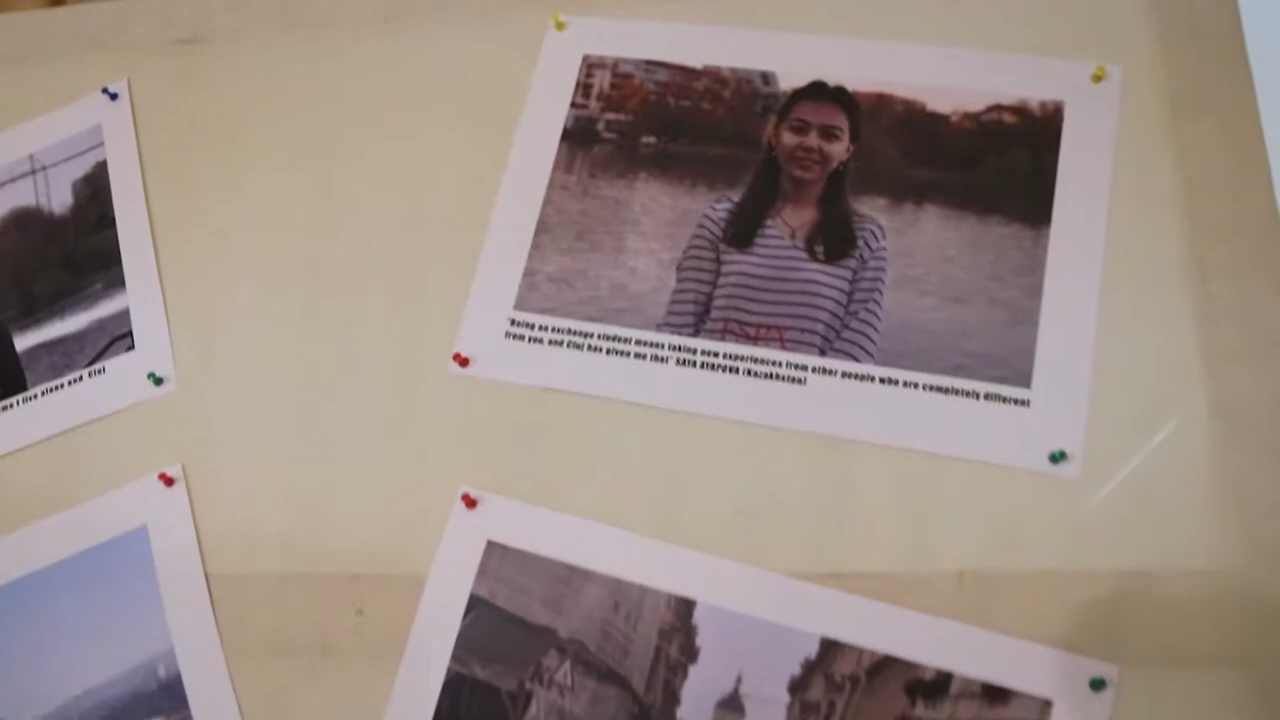 "Being an exchange student means taking new experiences from other people who are completely different
from you, and Cluj has given me that" SAYA AYAPOVA (Kazakhstan)
me I live alone and Cluj